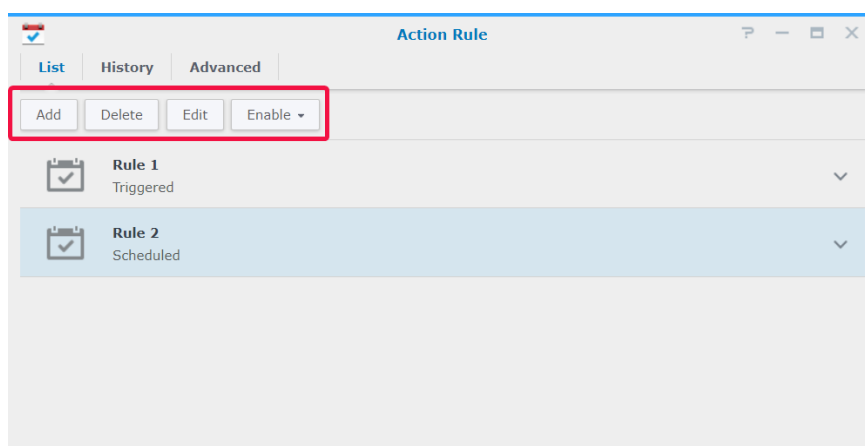 Action Rule
List History Advanced
Add Delete Edit Enable
Rule 1
Triggered
Rule 2
Scheduled